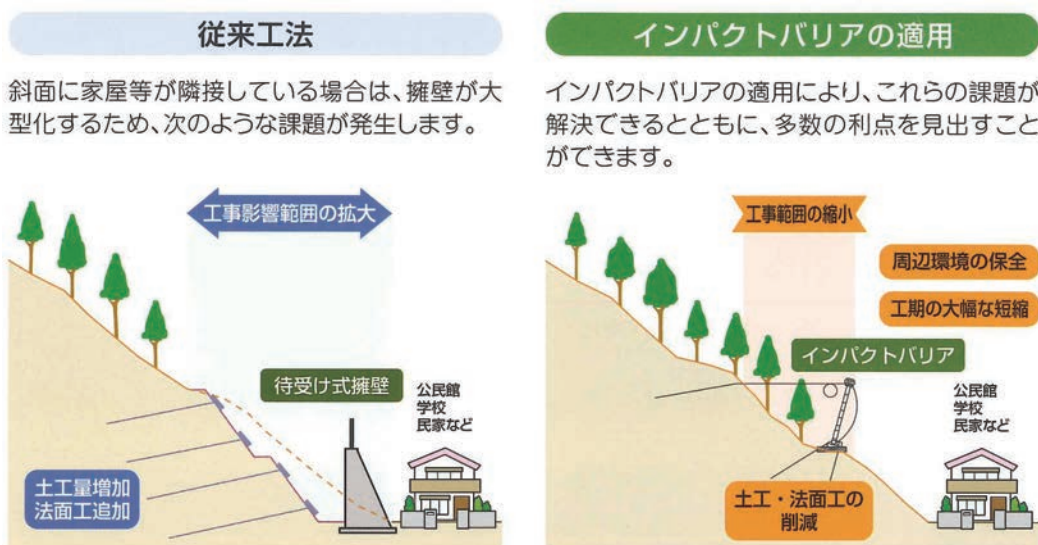 従来工法
斜面に家屋等が隣接している場合は、擁壁が大
型化するため、次のような課題が発生します。
工事影響範囲の拡大
待受け式擁壁
公民館
学校
民家など
土工量増加
法面工追加
インパクトバリアの適用
インパクトバリアの適用により、これらの課題が
解決できるとともに、多数の利点を見出すこと
ができます。
工事範囲の縮小
周辺環境の保全
工期の大幅な短縮
インパクトバリア
公民館
学校
民家など
土工・法面工の
削減